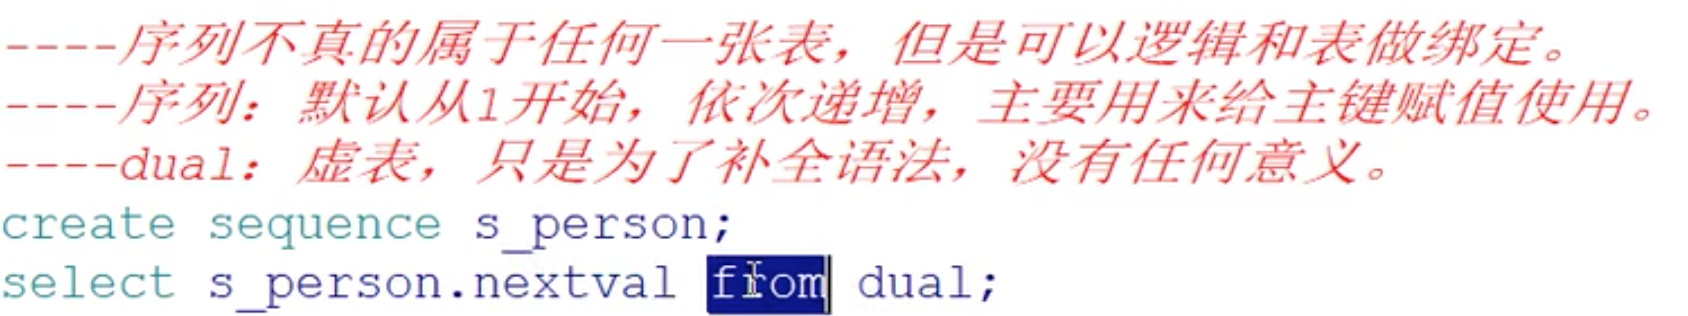 ----序列不真的属于任何一张表，但是可以逻辑和表做绑定。
----序列：默认从1开始，依次递增，主要用来给主键赋值使用。
----dual：虚表，只是为了补全语法，没有任何意义。
create sequence s_person;
select s_person.nextval from dual;